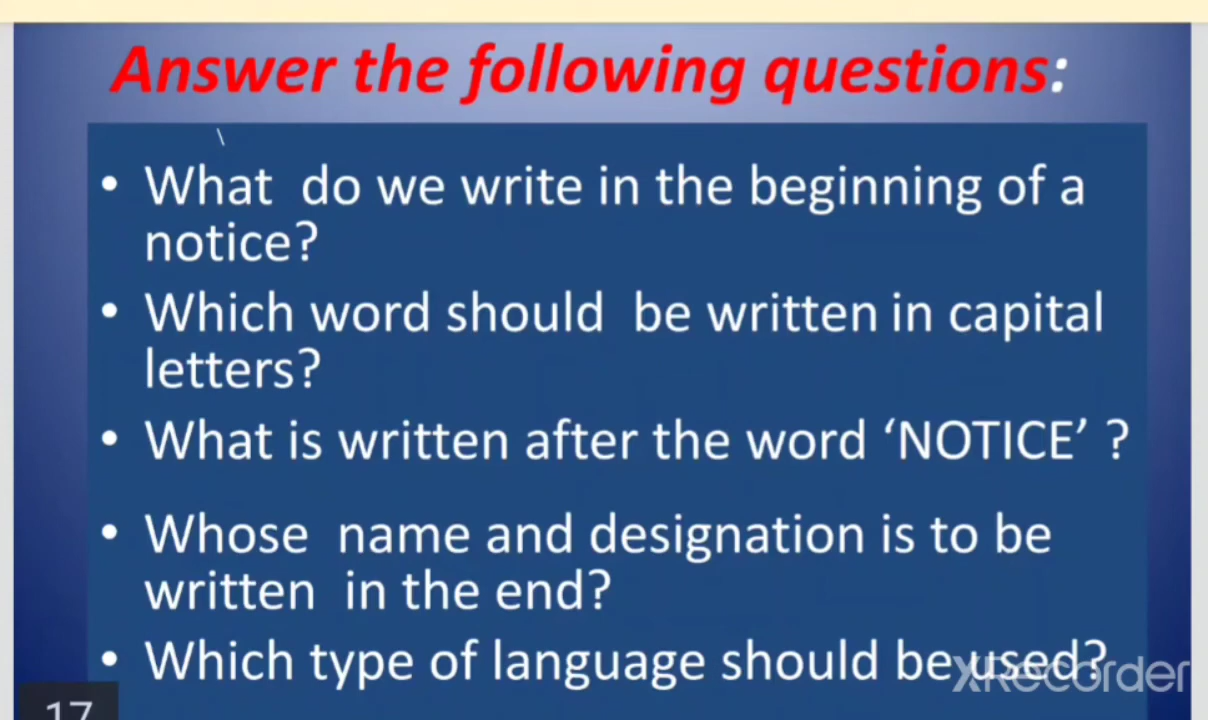 Answer the following questions:
• What do we write in the beginning of a
notice?
• Which word should be written in capital
letters?
• What is written after the word ‘NOTICE’ ?
• Whose name and designation is to be
written in the end?
• Which type of language should be used?
XRecorder
17